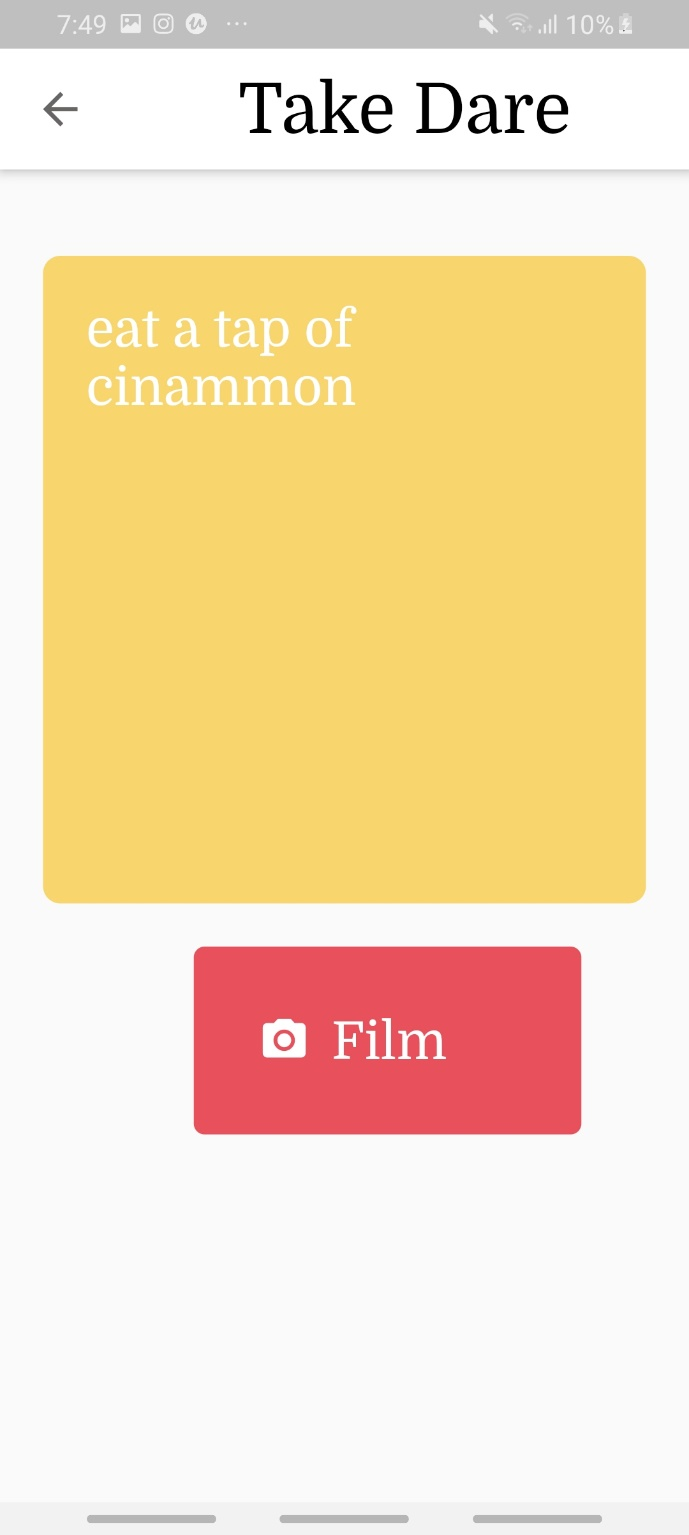 7:49 10%
Take Dare
eat a tap of
cinammon
Film